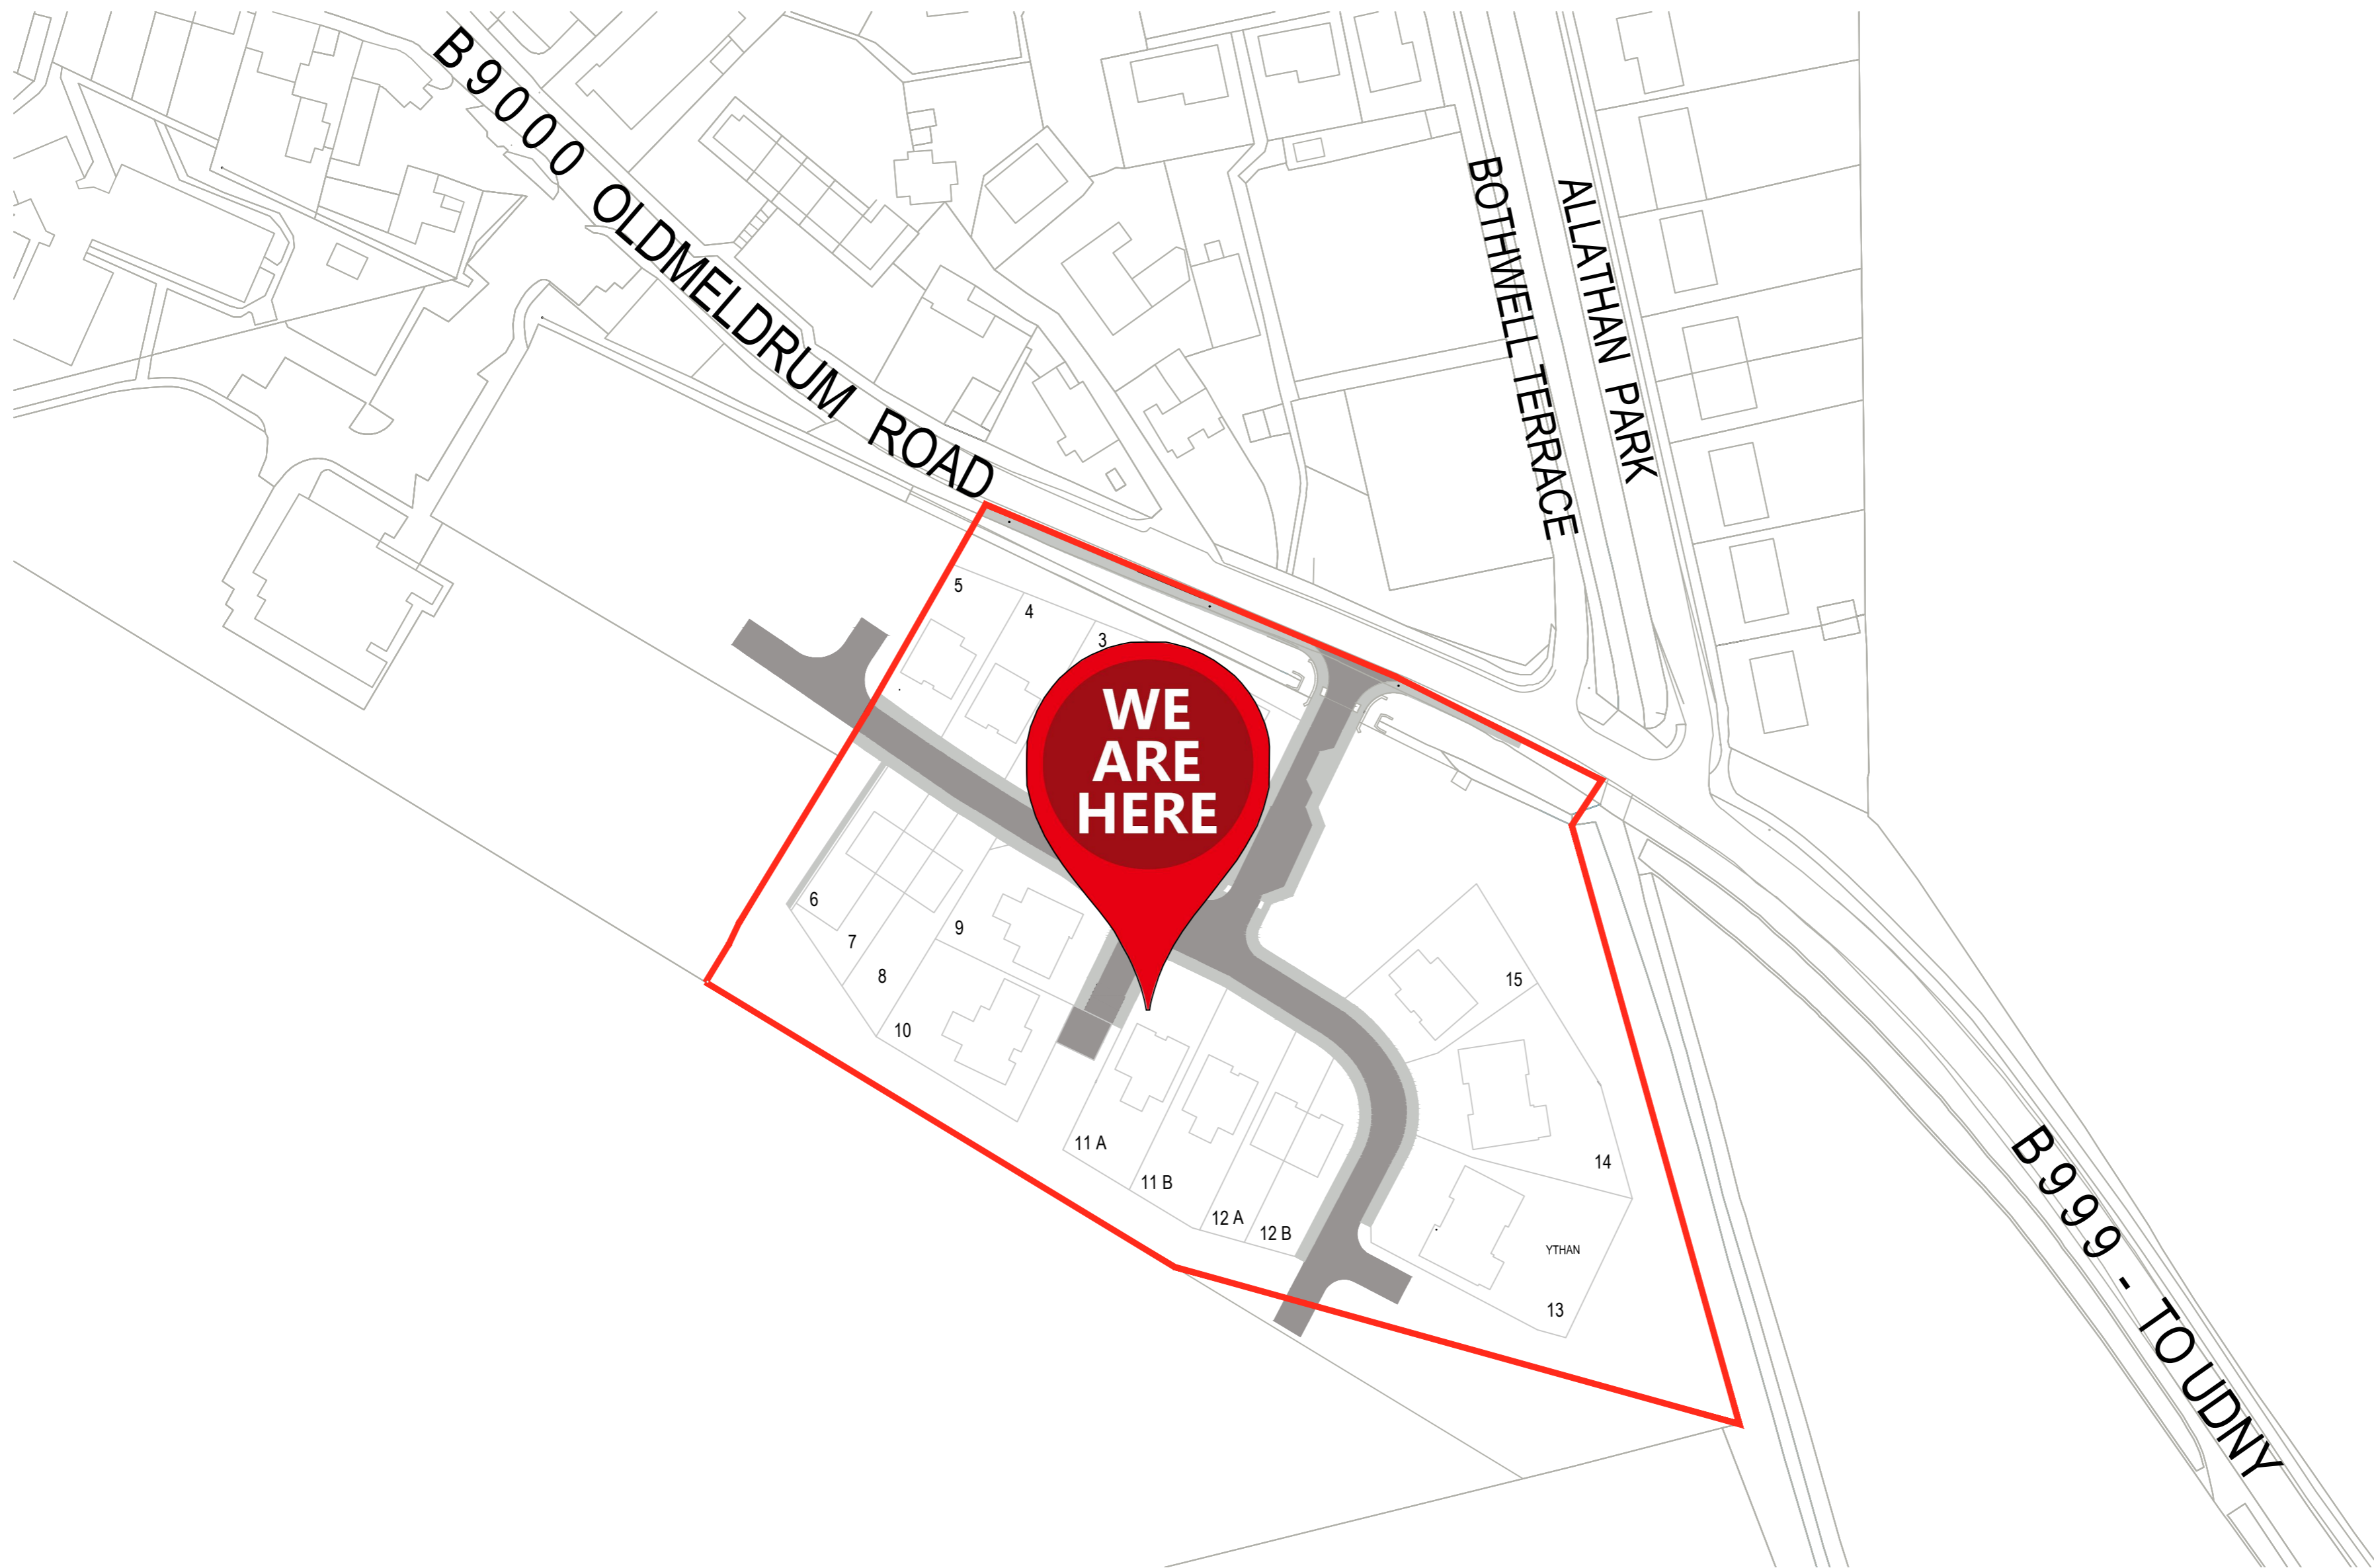 B9000 OLDMELDRUM ROAD
BOTHWELL TERRACE
ALLATHAN PARK
5
4
3
WE
ARE
HERE
6
7
8
9
10
15
11 A
11 B
12 A
12 B
14
YTHAN
13
B999 - TO UDNY